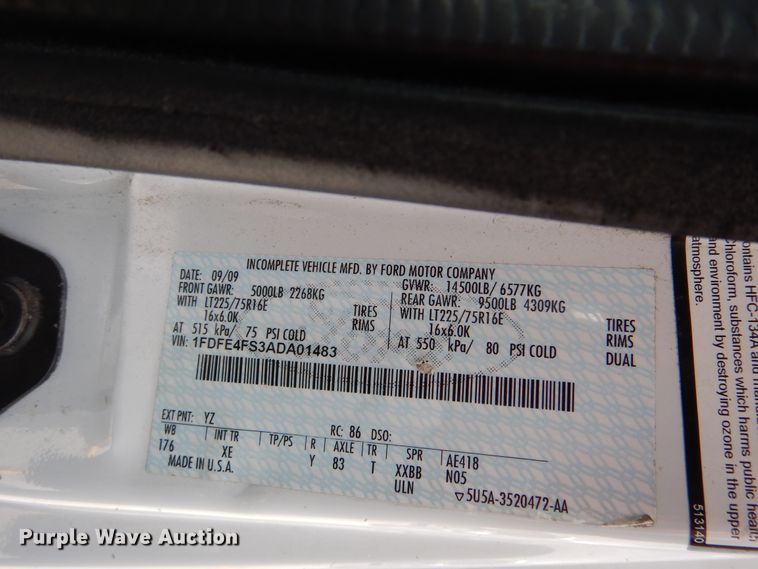 INCOMPLETE VEHICLE MFD. BY FORD MOTOR COMPANY
DATE: 09/09 GVWR: 14500LB/ 6577KG
FRONT GAWR: 5000LB 2268KG REAR GAWR: 9500LB 4309KG
WITH LT225/75R16E TIRES WITH LT225/75R16E TIRES
16x6.0K RIMS 16x6.0K RIMS
AT 515 kPa/ 75 PSI COLD AT 550 kPa/ 80 PSI COLD DUAL
VIN: 1FDFE4FS3ADA01483
EXT PNT: YZ RC: 86 DSO:
WB INT TR TP/PS R AXLE TR SPR AE418
176 XE Y 83 T XXBB N05
MADE IN U.S.A. ULN 5U5A-3520472-AA
contains HFC-134A and
chloroform, substances which harms public health
and environment by destroying ozone in the upper
atmosphere.
513140
Purple Wave Auction